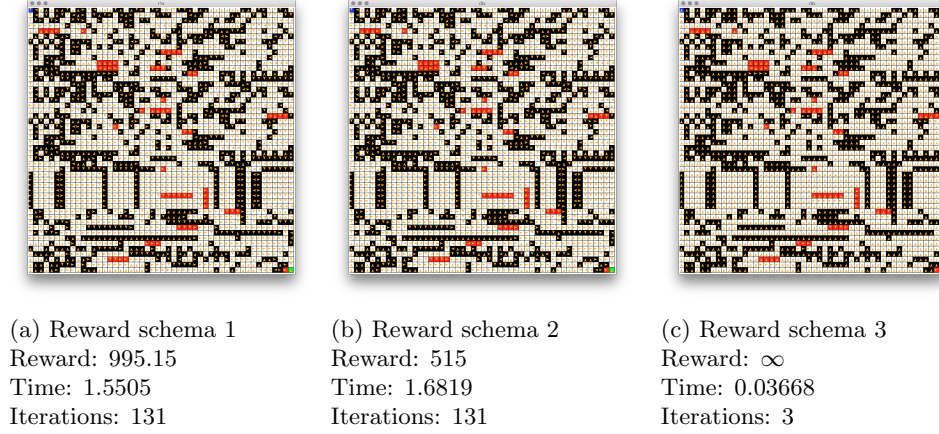 (a) Reward schema 1
Reward: 995.15
Time: 1.5505
Iterations: 131
(b) Reward schema 2
Reward: 515
Time: 1.6819
Iterations: 131
(c) Reward schema 3
Reward: ∞
Time: 0.03668
Iterations: 3